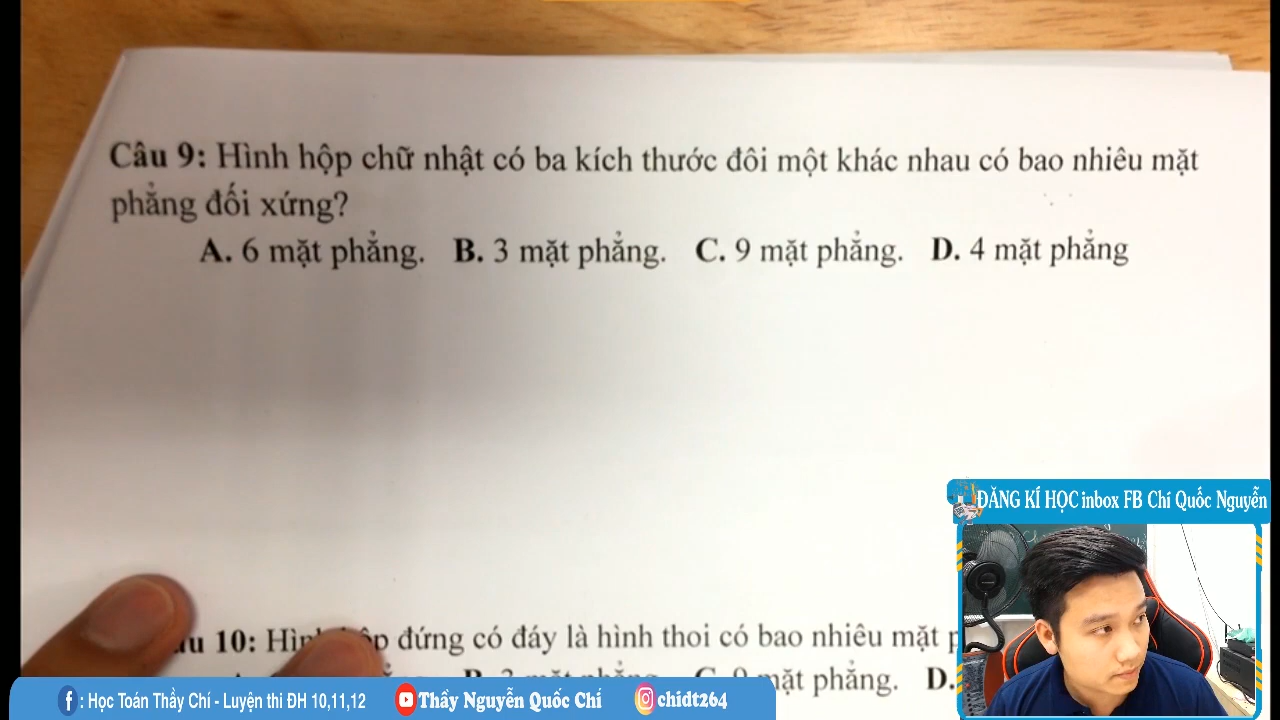 Câu 9: Hình hộp chữ nhật có ba kích thước đôi một khác nhau có bao nhiêu mặt
phẳng đối xứng?
A. 6 mặt phẳng. B. 3 mặt phẳng. C. 9 mặt phẳng. D. 4 mặt phẳng
ĐĂNG KÍ HỌC inbox FB Chí Quốc Nguyễn
10: đứng có đáy là hình thoi có bao nhiêu mặt
mặt phẳng. D.
: Học Toán Thầy Chí - Luyện thi ĐH 10,11,12 Thầy Nguyễn Quốc Chí chidt264